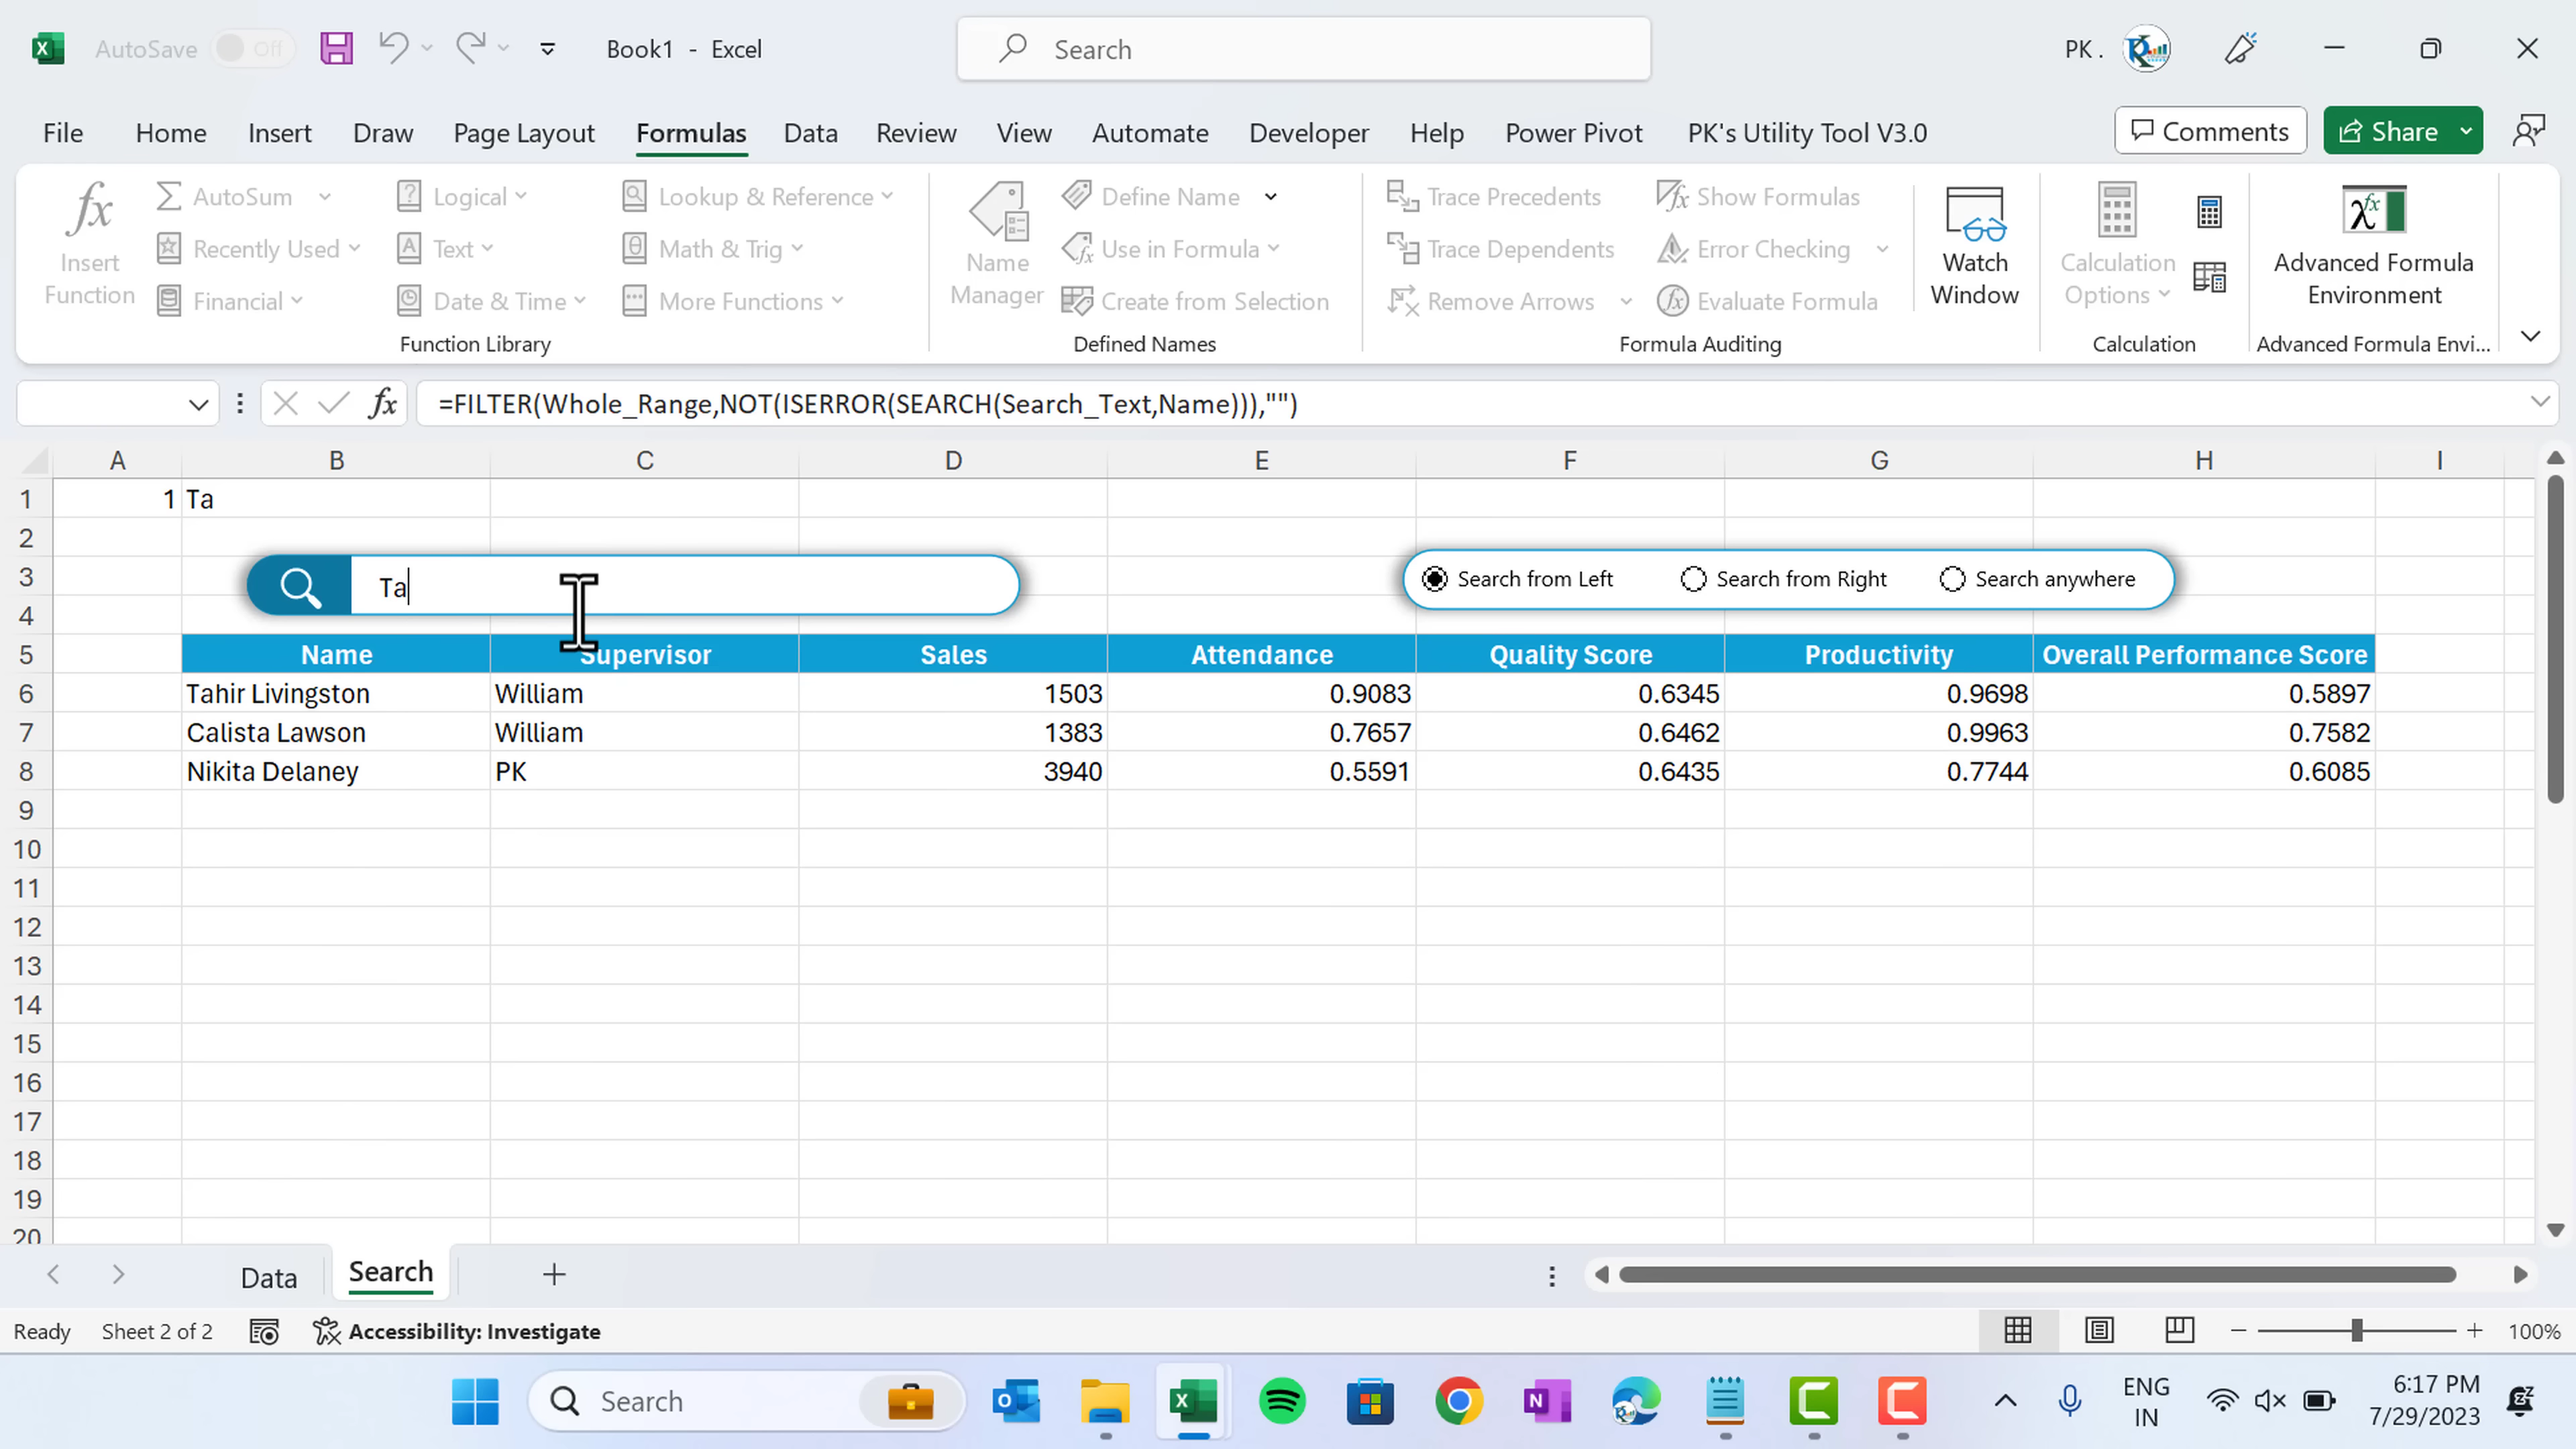 AutoSave Off Book1 - Excel Search PK .
File Home Insert Draw Page Layout Formulas Data Review View Automate Developer Help Power Pivot PK's Utility Tool V3.0 Comments Share
Insert Function
AutoSum
Recently Used
Financial
Logical
Text
Date & Time
Lookup & Reference
Math & Trig
More Functions
Function Library
Name Manager
Define Name
Use in Formula
Create from Selection
Defined Names
Trace Precedents
Trace Dependents
Remove Arrows
Show Formulas
Error Checking
Evaluate Formula
Formula Auditing
Watch Window
Calculation Options
Calculation
Advanced Formula Environment
Advanced Formula Envi...
fx =FILTER(Whole_Range,NOT(ISERROR(SEARCH(Search_Text,Name))),"")
A B C D E F G H I
1 1 Ta
2
3 Ta Search from Left Search from Right Search anywhere
4
5 Name Supervisor Sales Attendance Quality Score Productivity Overall Performance Score
6 Tahir Livingston William 1503 0.9083 0.6345 0.9698 0.5897
7 Calista Lawson William 1383 0.7657 0.6462 0.9963 0.7582
8 Nikita Delaney PK 3940 0.5591 0.6435 0.7744 0.6085
9
10
11
12
13
14
15
16
17
18
19
20
Data Search
Ready Sheet 2 of 2 Accessibility: Investigate 100%
Search ENG IN 6:17 PM 7/29/2023